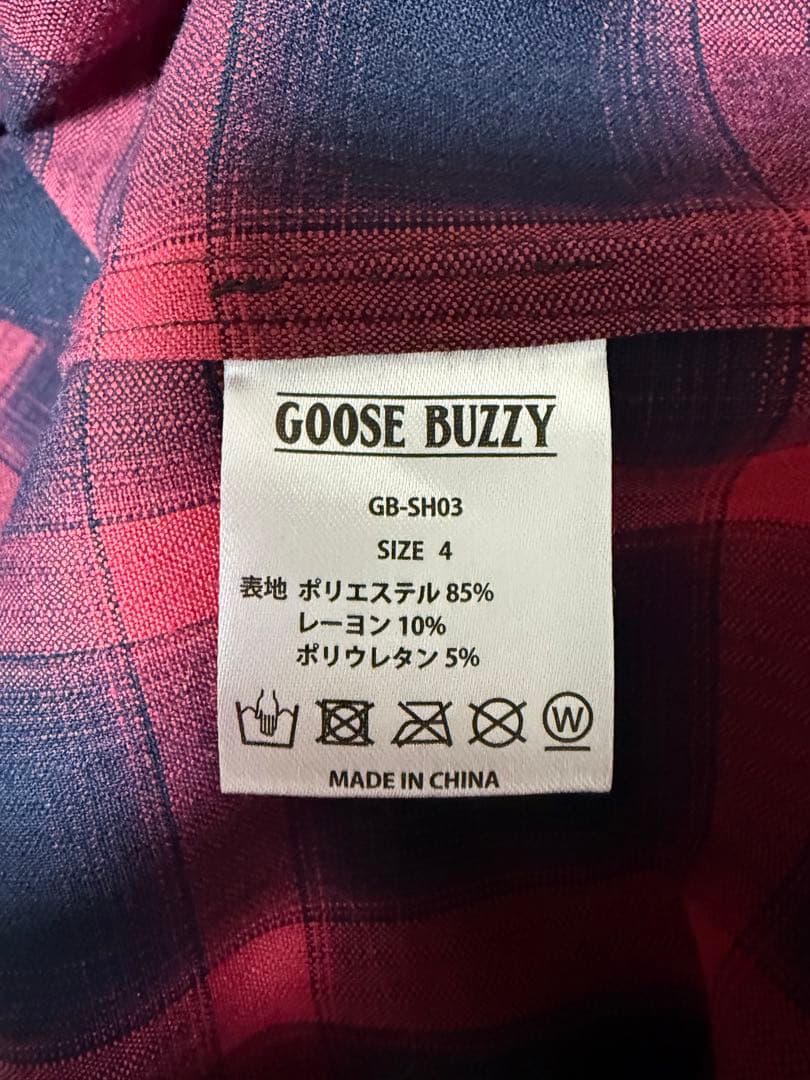 GOOSE BUZZY
GB-SH03
SIZE 4
表地 ポリエステル 85%
レーヨン 10%
ポリウレタン 5%
W
MADE IN CHINA